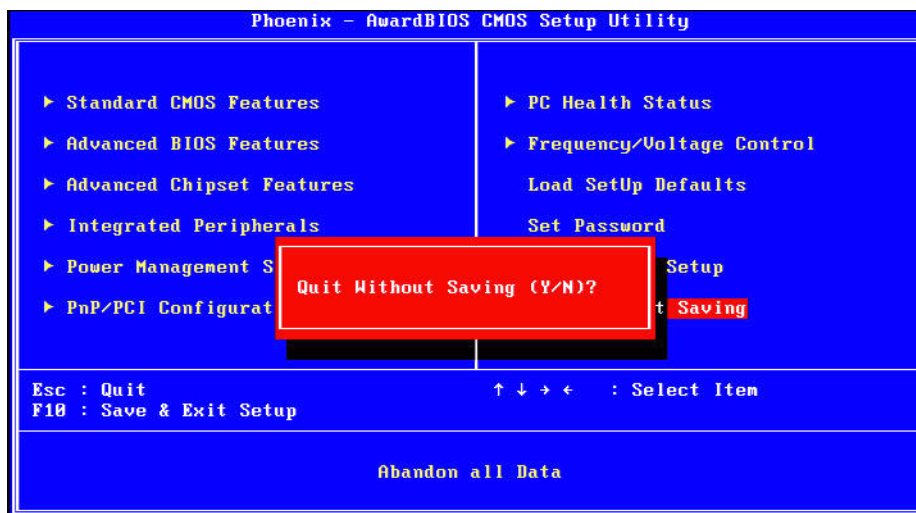 Phoenix - AwardBIOS CMOS Setup Utility
▶ Standard CMOS Features
▶ Advanced BIOS Features
▶ Advanced Chipset Features
▶ Integrated Peripherals
▶ Power Management S
▶ PnP/PCI Configurat
▶ PC Health Status
▶ Frequency/Voltage Control
Load SetUp Defaults
Set Password
Setup
t Saving
Quit Without Saving (Y/N)?
Esc : Quit
F10 : Save & Exit Setup
↑ ↓ → ← : Select Item
Abandon all Data